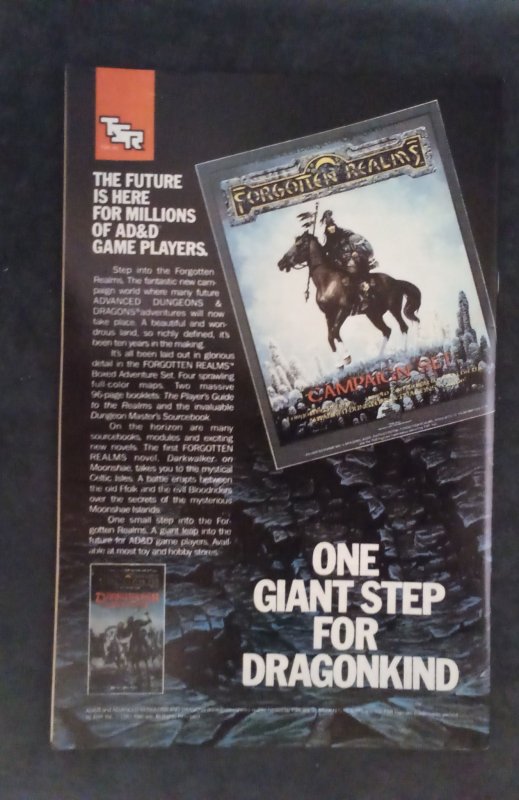 TSR
THE FUTURE
IS HERE
FOR MILLIONS
OF AD&D
GAME PLAYERS.
Step into the Forgotten
Realms. The fantastic new cam-
paign world where many future
ADVANCED DUNGEONS &
DRAGONS® adventures will now
take place. A beautiful and won-
drous land, so richly defined, it's
been ten years in the making.
It's all been laid out in glorious
detail in the FORGOTTEN REALMS™
Boxed Adventure Set. Four sprawling
full-color maps. Two massive
96-page booklets. The Player's Guide
to the Realms and the invaluable
Dungeon Master's Sourcebook.
On the horizon are many
sourcebooks, modules and exciting
new novels. The first FORGOTTEN
REALMS novel, Darkwalker on
Moonshae, takes you to the mystical
Celtic Isles. A battle erupts between
the old Ffolk and the evil Bloodriders
over the secrets of the mysterious
Moonshae Islands.
One small step into the For-
gotten Realms. A giant leap into the
future for AD&D game players. Avail-
able at most toy and hobby stores.
FORGOTTEN REALMS
CAMPAIGN SET
DARKWALKER
ONE
GIANT STEP
FOR
DRAGONKIND